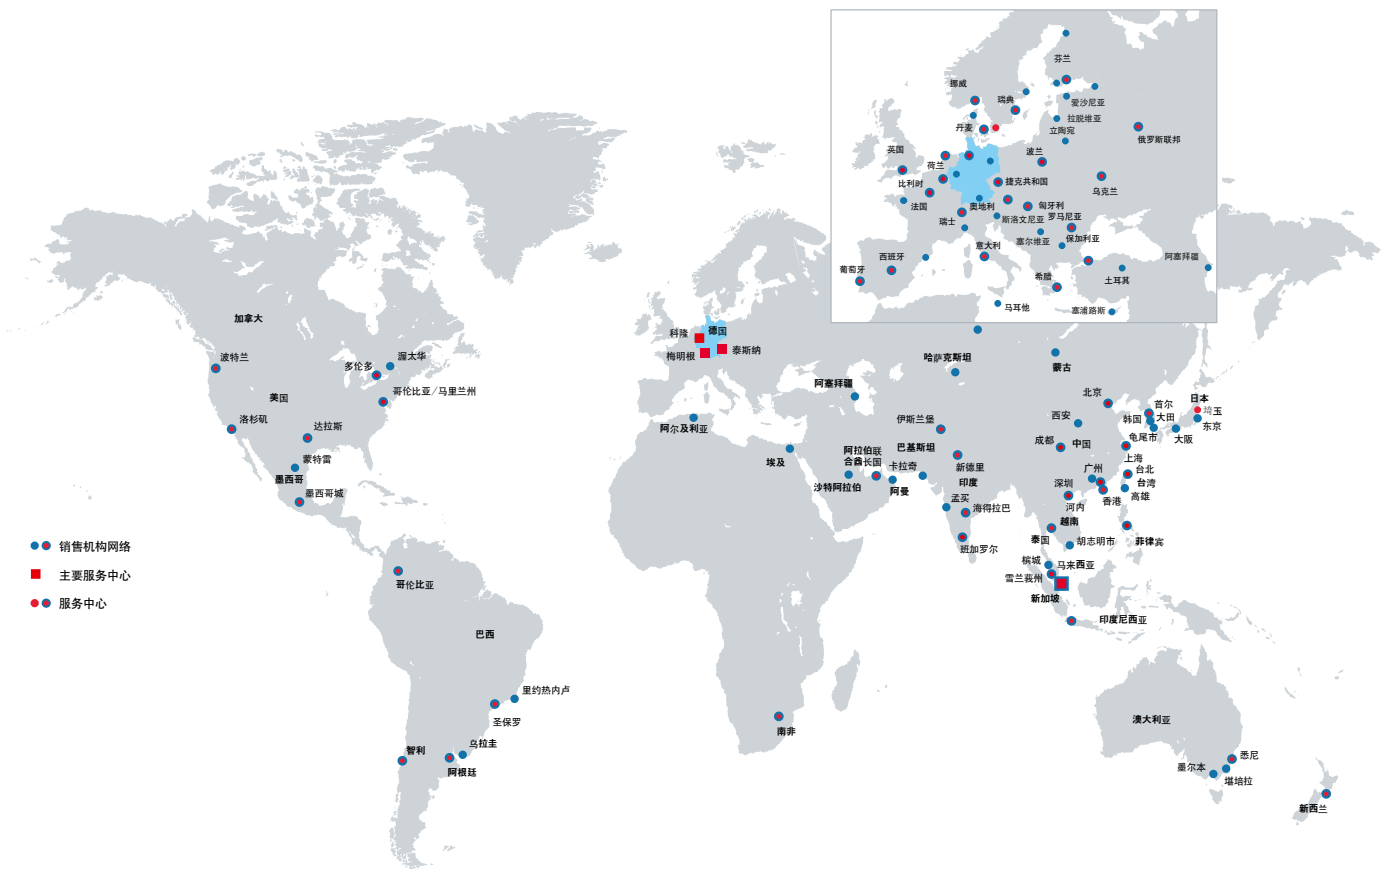 芬兰
挪威
瑞典
爱沙尼亚
丹麦
拉脱维亚
立陶宛
俄罗斯联邦
英国
荷兰
波兰
比利时
捷克共和国
乌克兰
法国
奥地利
匈牙利
瑞士
斯洛文尼亚
罗马尼亚
塞尔维亚
保加利亚
意大利
西班牙
阿塞拜疆
葡萄牙
希腊
土耳其
马耳他
塞浦路斯
加拿大
科隆
德国
梅明根
泰斯纳
波特兰
渥太华
多伦多
哈萨克斯坦
蒙古
美国
哥伦比亚/马里兰州
阿塞拜疆
北京
日本
首尔
埼玉
洛杉矶
达拉斯
阿尔及利亚
伊斯兰堡
西安
韩国
大田
东京
成都
中国
龟尾市
大阪
蒙特雷
埃及
阿拉伯联
合酋长国
巴基斯坦
卡拉奇
新德里
上海
墨西哥
沙特阿拉伯
阿曼
印度
广州
台北
台湾
墨西哥城
孟买
海得拉巴
深圳
香港
高雄
河内
越南
销售机构网络
班加罗尔
泰国
胡志明市
菲律宾
主要服务中心
哥伦比亚
槟城
马来西亚
雪兰莪州
服务中心
新加坡
印度尼西亚
巴西
里约热内卢
圣保罗
南非
澳大利亚
智利
乌拉圭
阿根廷
悉尼
墨尔本
堪培拉
新西兰